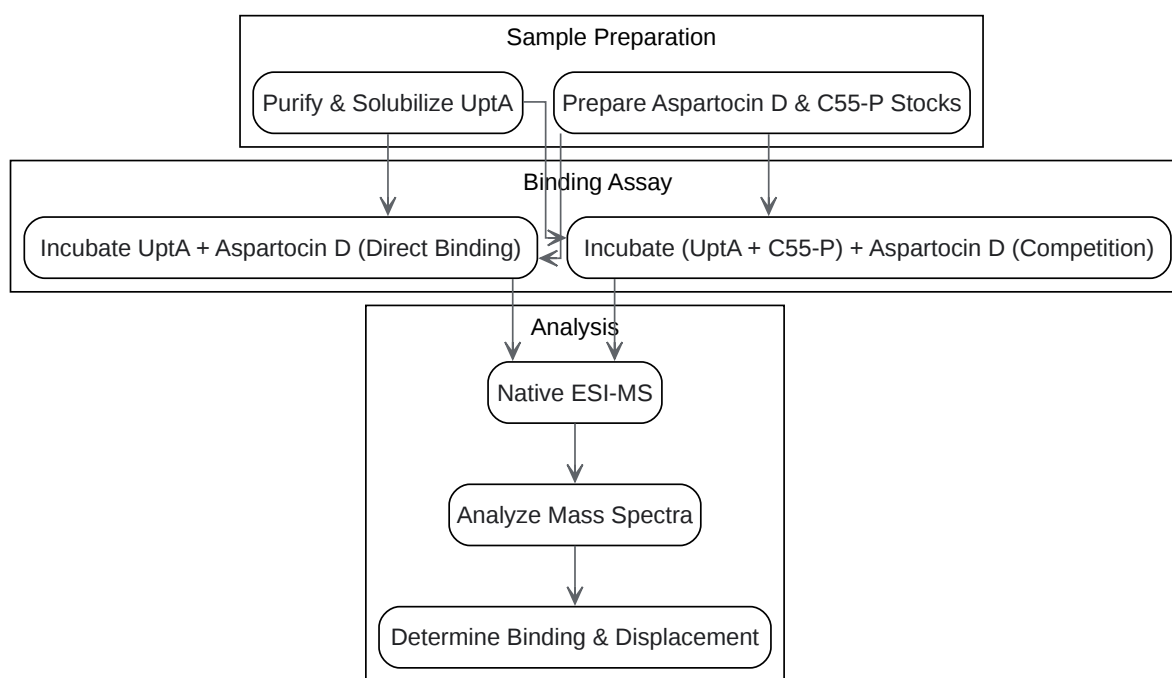 Sample Preparation
Purify & Solubilize UptA
Prepare Aspartocin D & C55-P Stocks
Binding Assay
Incubate UptA + Aspartocin D (Direct Binding)
Incubate (UptA + C55-P) + Aspartocin D (Competition)
Analysis
Native ESI-MS
Analyze Mass Spectra
Determine Binding & Displacement